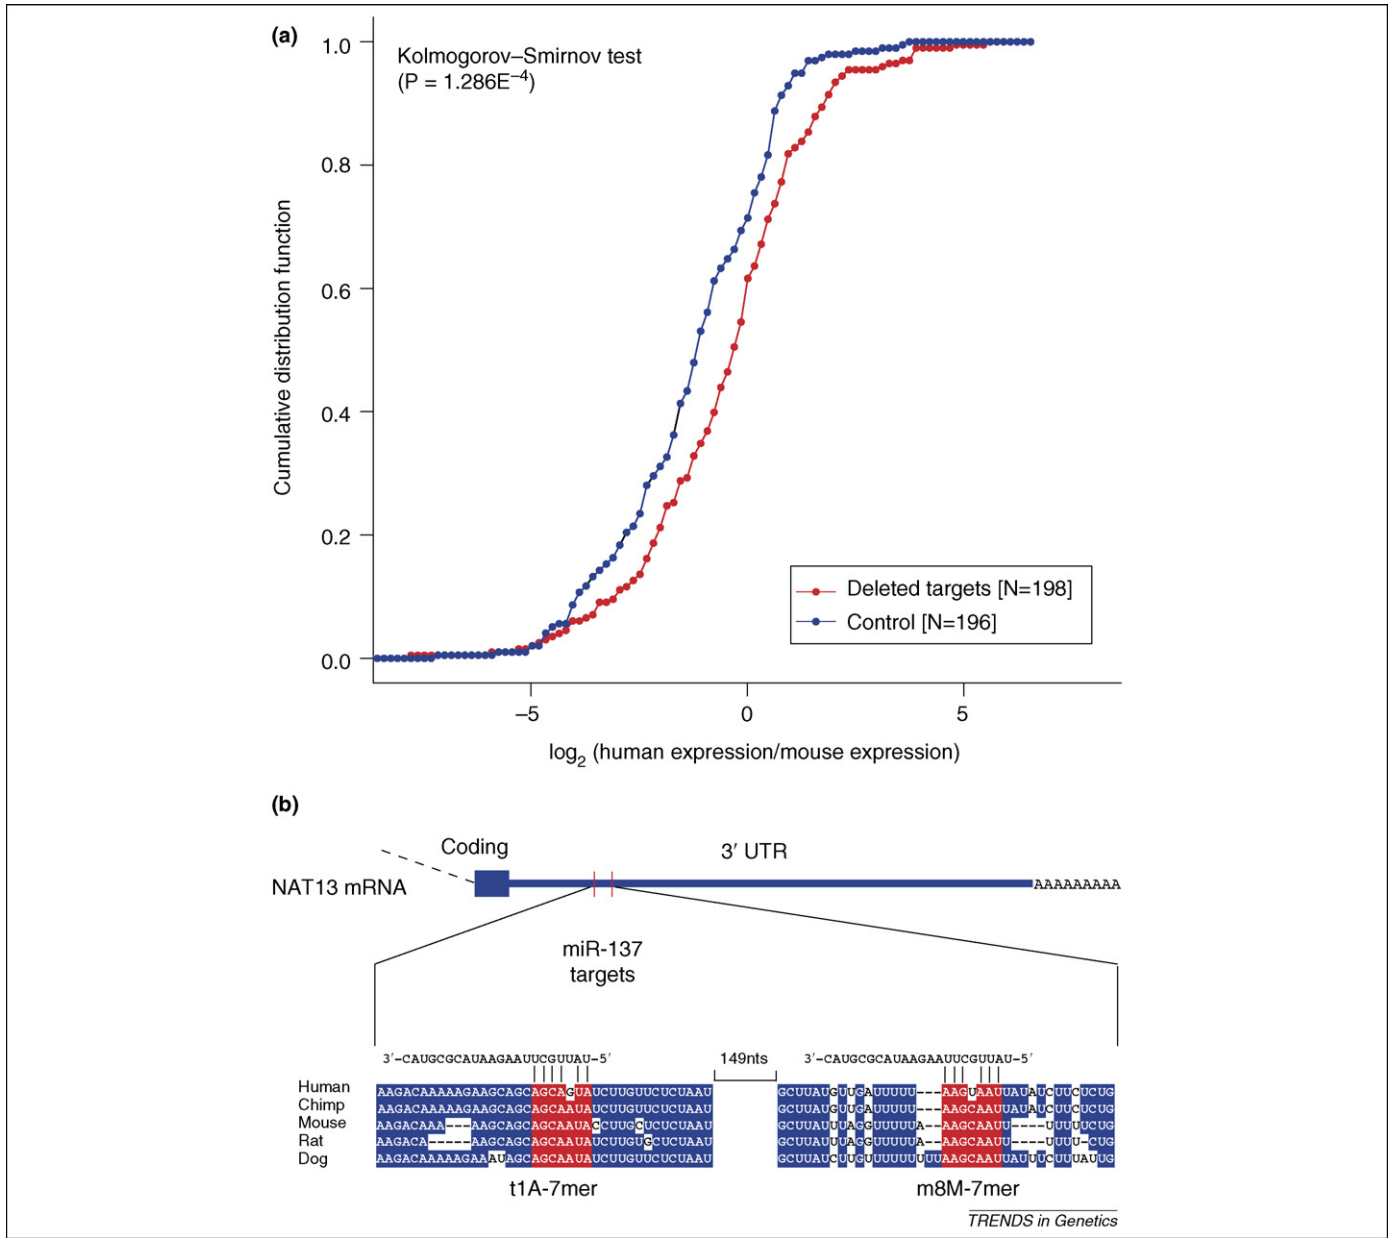 (a)
Kolmogorov–Smirnov test
(P = 1.286E–4)
1.0
0.8
0.6
0.4
0.2
0.0
Cumulative distribution function
Deleted targets [N=198]
Control [N=196]
–5
0
5
log2 (human expression/mouse expression)
(b)
Coding
3′ UTR
NAT13 mRNA
AAAAAAAAA
miR-137
targets
3′-CAUGCGCAUAAGAAUUCGUUAU-5′
149nts
3′-CAUGCGCAUAAGAAUUCGUUAU-5′
Human AAGACAAAAAGAAGCAGCAGCAGUAUCUUGUUCUCUAAU GCUUAUGUUGAUUUUU---AAGUAAUUAUAUCUUCUCUG
Chimp AAGACAAAAAGAAGCAGCAGCAAUAUCUUGUUCUCUAAU GCUUAUGUUGAUUUUU---AAGCAAUUAUAUCUUCUCUG
Mouse AAGACAAA---AAGCAGCAGCAAUACCUUGCUCUCUAAU GCUUAUUUAGGUUUUA--AAGCAAUU----UUUUCUG
Rat AAGACA-----AAGCAGCAGCAAUAUCUUGUGCUCUAAU GCUUAUUUAGGUUUUA--AAGCAAUU----UUUU-CUG
Dog AAGACAAAAAGAAAUAGCAGCAAUAUCUUGUUCUCUAAU GCUUAUCUUGUUUUUUUUUAAGCAAUUAUUUCUUUAUUG
t1A-7mer
m8M-7mer
TRENDS in Genetics